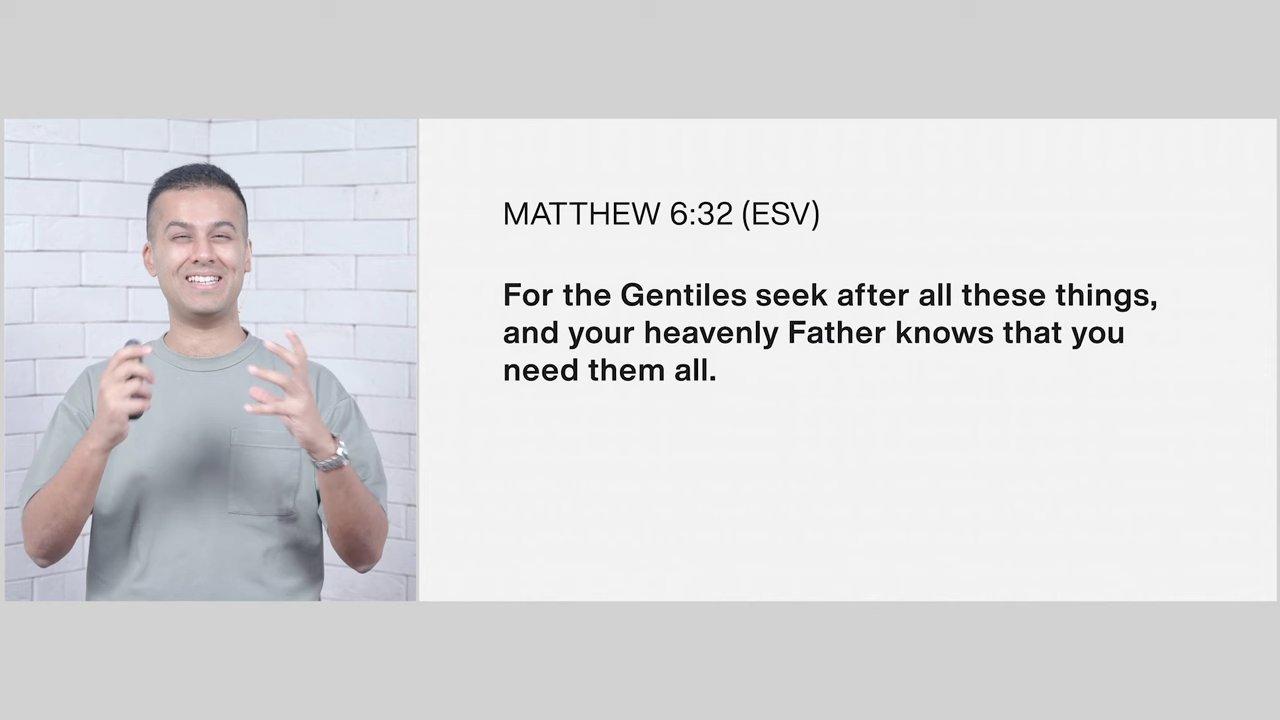 MATTHEW 6:32 (ESV)
For the Gentiles seek after all these things,
and your heavenly Father knows that you
need them all.